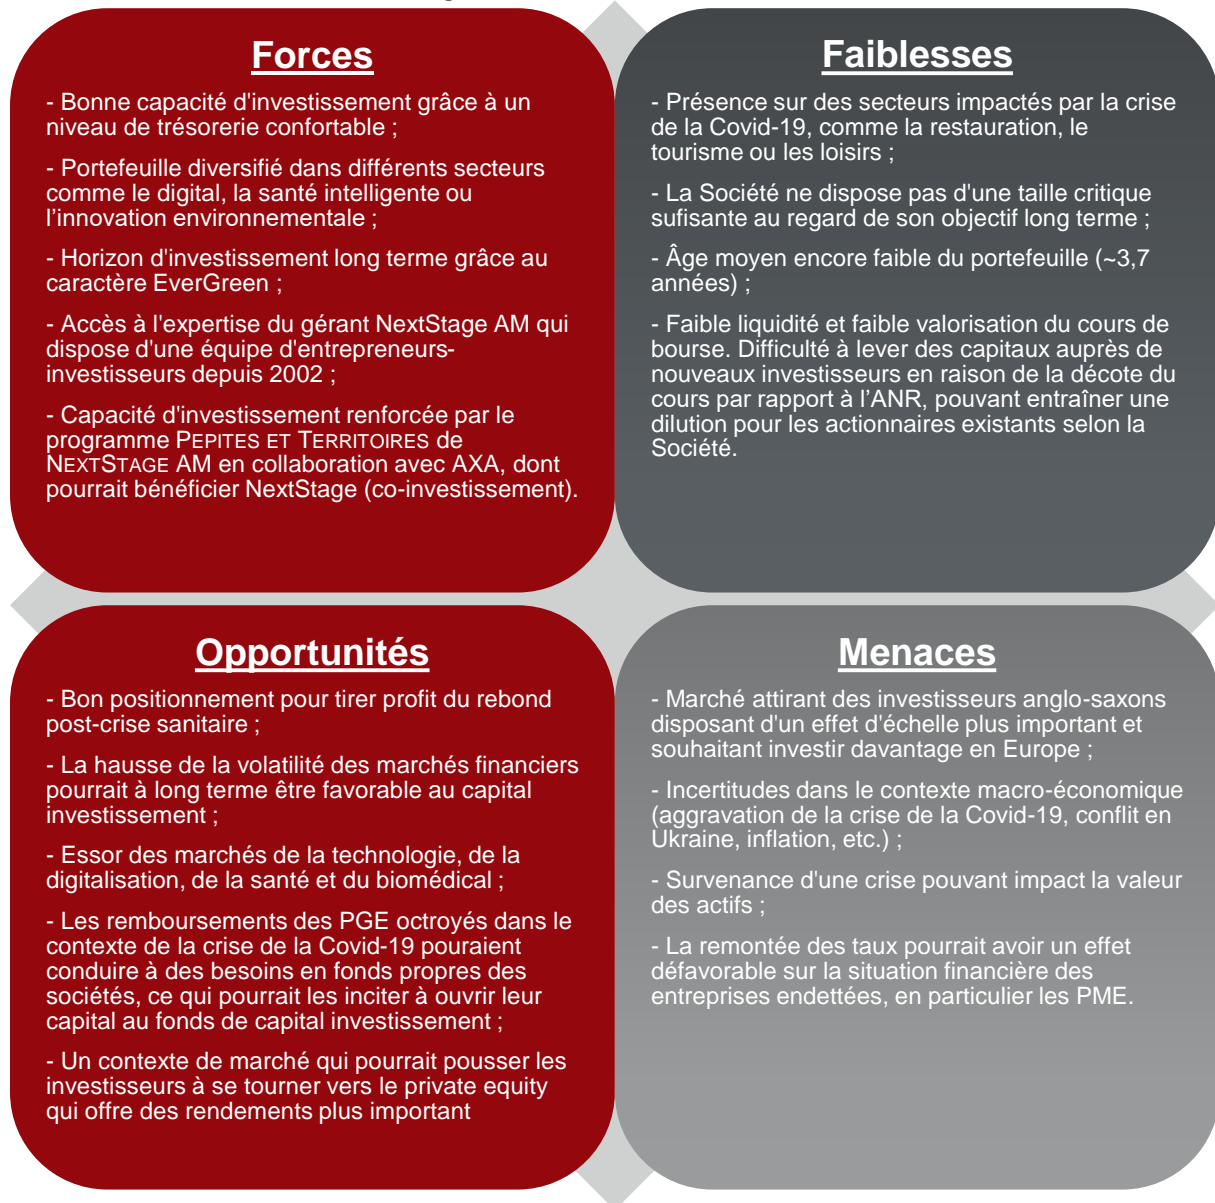 Forces
- Bonne capacité d'investissement grâce à un
niveau de trésorerie confortable ;
- Portefeuille diversifié dans différents secteurs
comme le digital, la santé intelligente ou
l'innovation environnementale ;
- Horizon d'investissement long terme grâce au
caractère EverGreen ;
- Accès à l'expertise du gérant NextStage AM qui
dispose d'une équipe d'entrepreneurs-
investisseurs depuis 2002 ;
- Capacité d'investissement renforcée par le
programme PEPITES ET TERRITOIRES de
NEXTSTAGE AM en collaboration avec AXA, dont
pourrait bénéficier NextStage (co-investissement).
Faiblesses
- Présence sur des secteurs impactés par la crise
de la Covid-19, comme la restauration, le
tourisme ou les loisirs ;
- La Société ne dispose pas d'une taille critique
sufisante au regard de son objectif long terme ;
- Âge moyen encore faible du portefeuille (~3,7
années) ;
- Faible liquidité et faible valorisation du cours de
bourse. Difficulté à lever des capitaux auprès de
nouveaux investisseurs en raison de la décote du
cours par rapport à l'ANR, pouvant entraîner une
dilution pour les actionnaires existants selon la
Société.
Opportunités
- Bon positionnement pour tirer profit du rebond
post-crise sanitaire ;
- La hausse de la volatilité des marchés financiers
pourrait à long terme être favorable au capital
investissement ;
- Essor des marchés de la technologie, de la
digitalisation, de la santé et du biomédical ;
- Les remboursements des PGE octroyés dans le
contexte de la crise de la Covid-19 pouraient
conduire à des besoins en fonds propres des
sociétés, ce qui pourrait les inciter à ouvrir leur
capital au fonds de capital investissement ;
- Un contexte de marché qui pourrait pousser les
investisseurs à se tourner vers le private equity
qui offre des rendements plus important
Menaces
- Marché attirant des investisseurs anglo-saxons
disposant d'un effet d'échelle plus important et
souhaitant investir davantage en Europe ;
- Incertitudes dans le contexte macro-économique
(aggravation de la crise de la Covid-19, conflit en
Ukraine, inflation, etc.) ;
- Survenance d'une crise pouvant impact la valeur
des actifs ;
- La remontée des taux pourrait avoir un effet
défavorable sur la situation financière des
entreprises endettées, en particulier les PME.